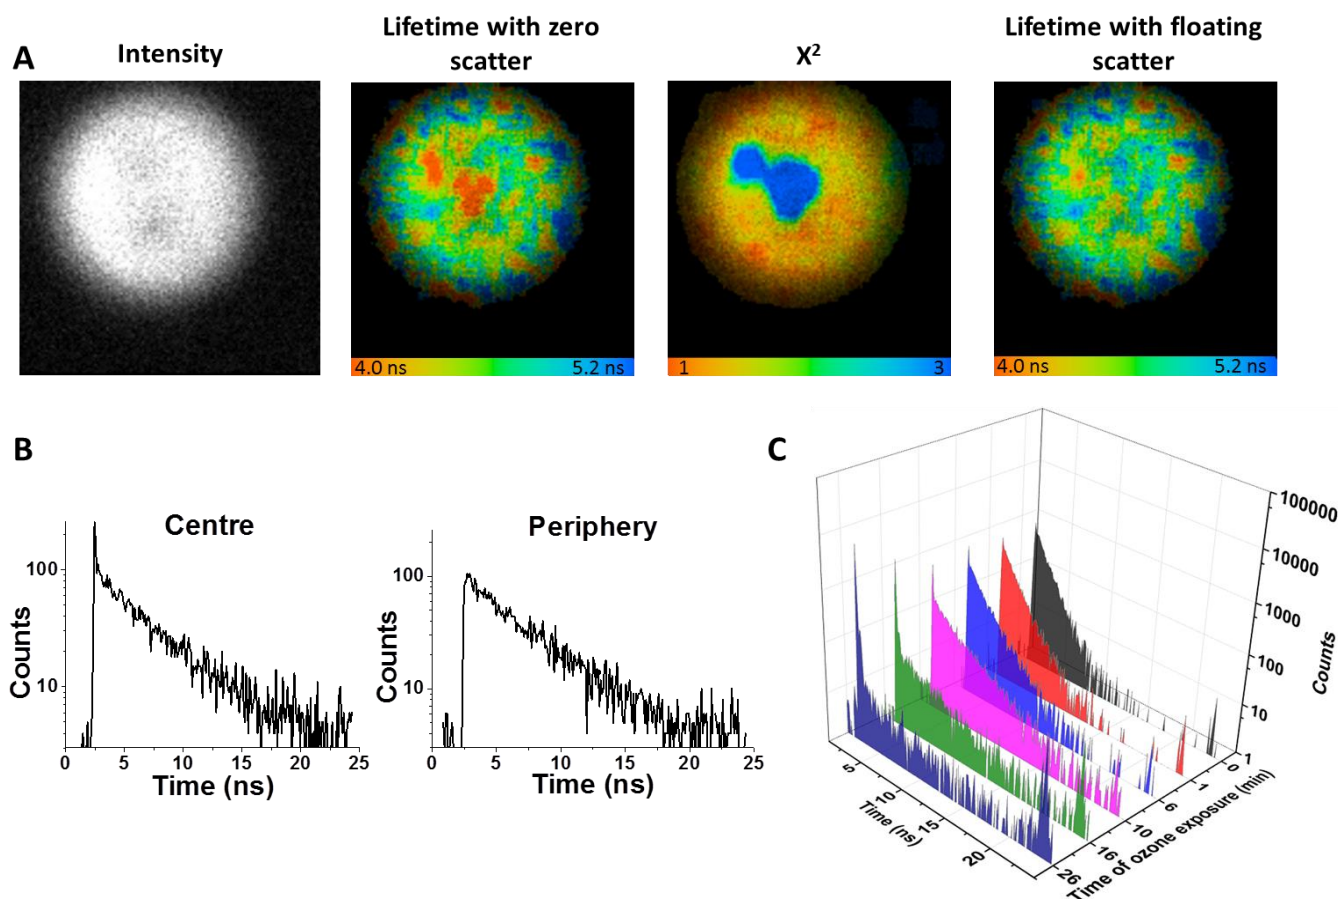 A
Intensity
Lifetime with zero
scatter
X²
Lifetime with floating
scatter
4.0 ns 5.2 ns
1 3
4.0 ns 5.2 ns
B
Centre
Counts
100
10
0 5 10 15 20 25
Time (ns)
Periphery
Counts
100
10
0 5 10 15 20 25
Time (ns)
C
100000
10000
1000
100
10
1
Counts
5
10
15
20
Time (ns)
0
1
6
10
16
26
Time of ozone exposure (min)